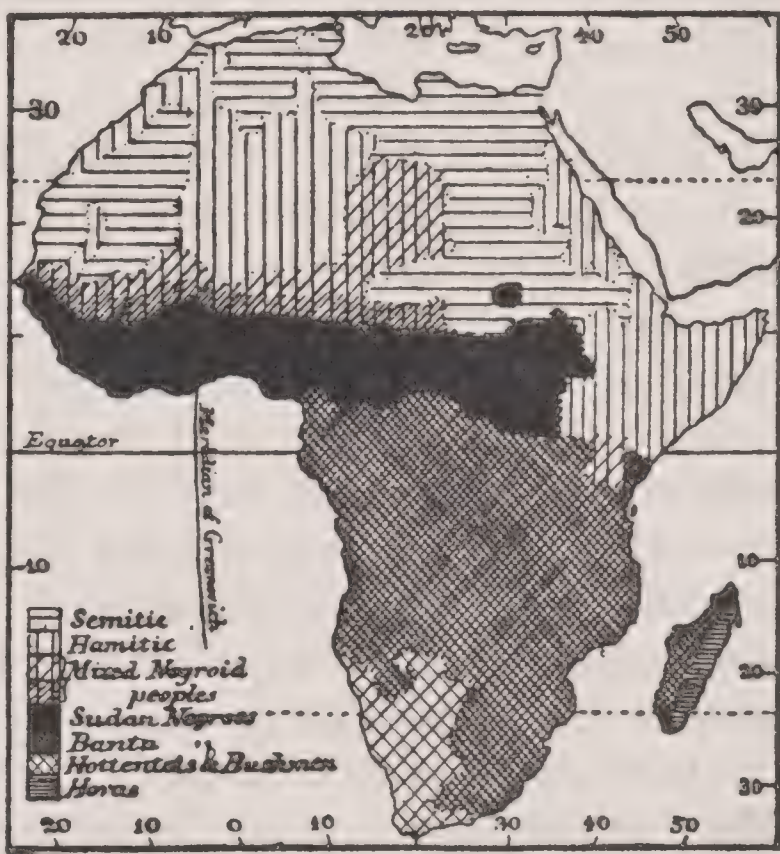 20 10 20 40 50
30 30
20
Equator
Meridian of Greenwich
10 10
Semitic
Hamitic
Mixed Negroid
peoples
20
Sudan Negroes
Bantu
Hottentots & Bushmen
Hovas
30
20 10 0 10 30 40 50